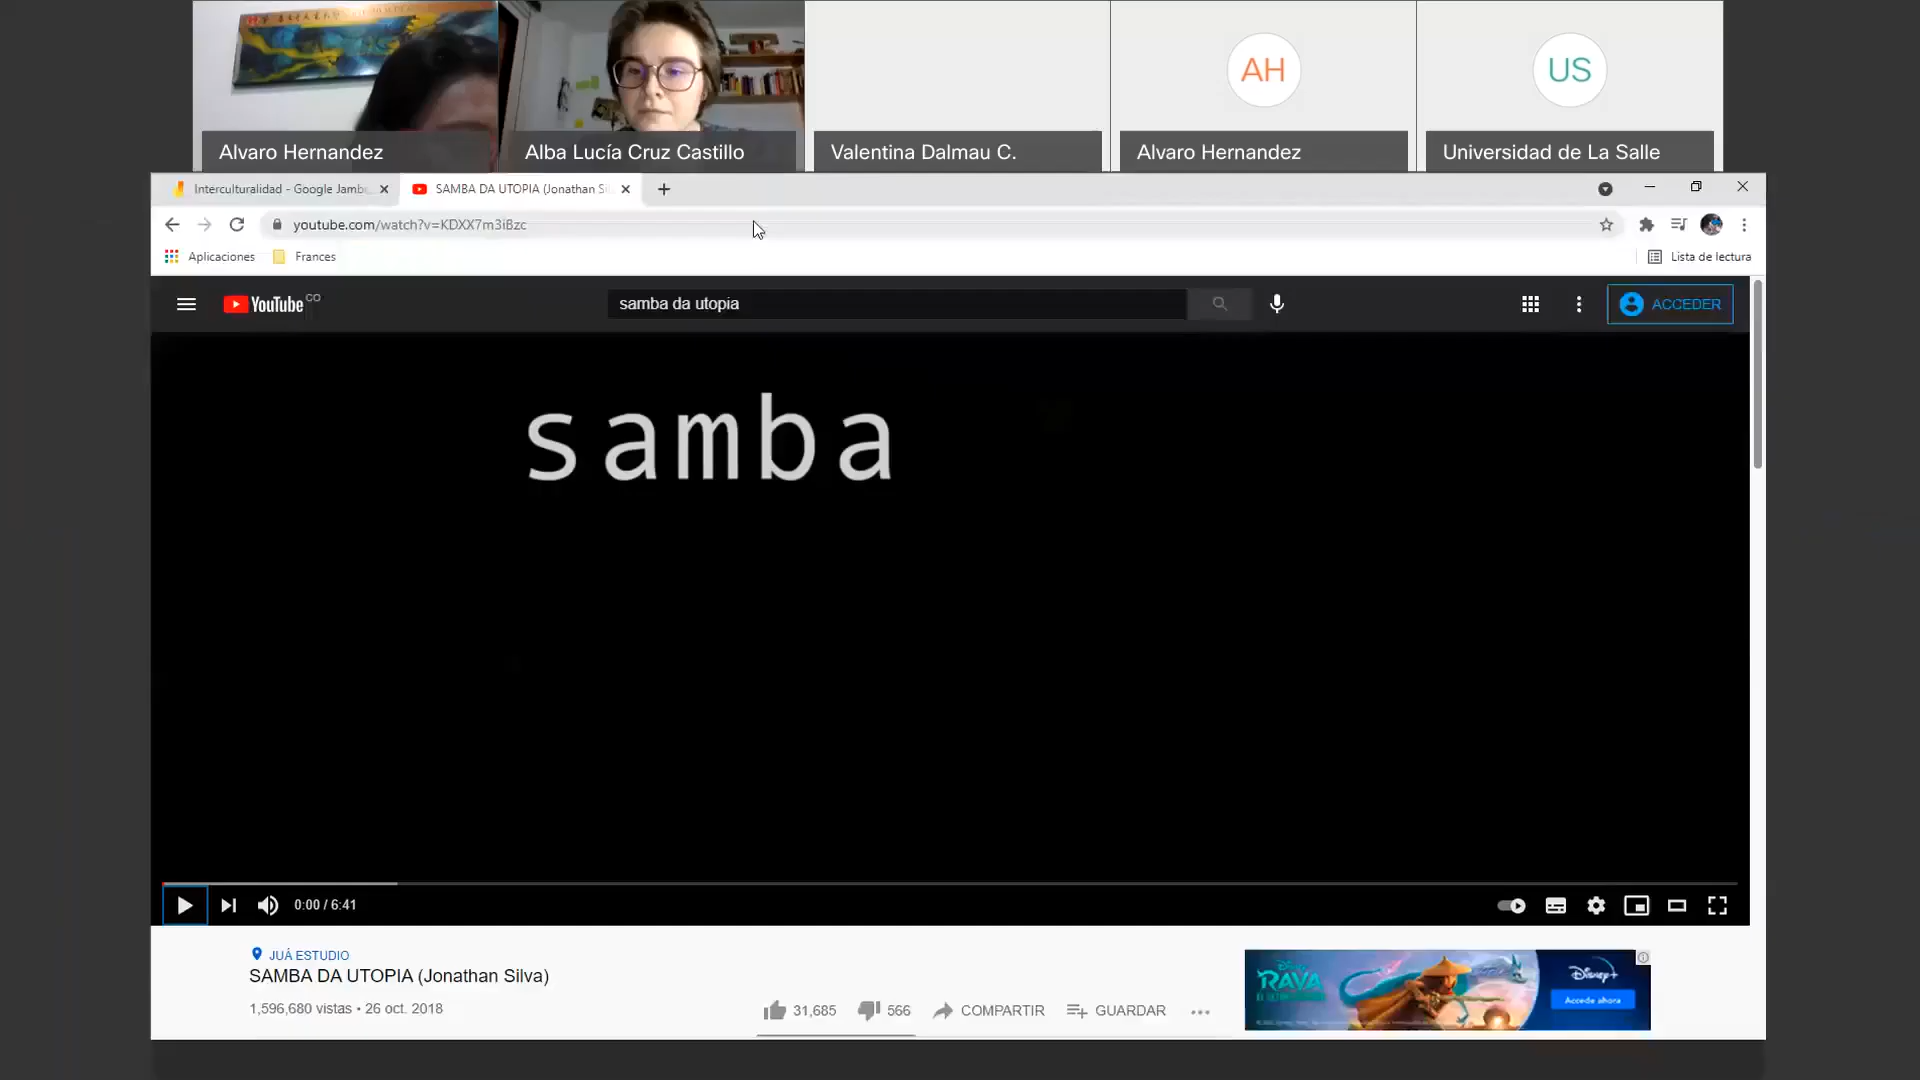 Alvaro Hernandez
Alba Lucía Cruz Castillo
Valentina Dalmau C.
AH
Alvaro Hernandez
US
Universidad de La Salle
Interculturalidad - Google Jambo
SAMBA DA UTOPIA (Jonathan Sil
youtube.com/watch?v=KDXX7m3iBzc
Aplicaciones
Frances
Lista de lectura
YouTube CO
samba da utopia
ACCEDER
samba
0:00 / 6:41
JUÁ ESTUDIO
SAMBA DA UTOPIA (Jonathan Silva)
1,596,680 vistas • 26 oct. 2018
31,685
566
COMPARTIR
GUARDAR
Disney
RAYA
Disney+
Accede ahora